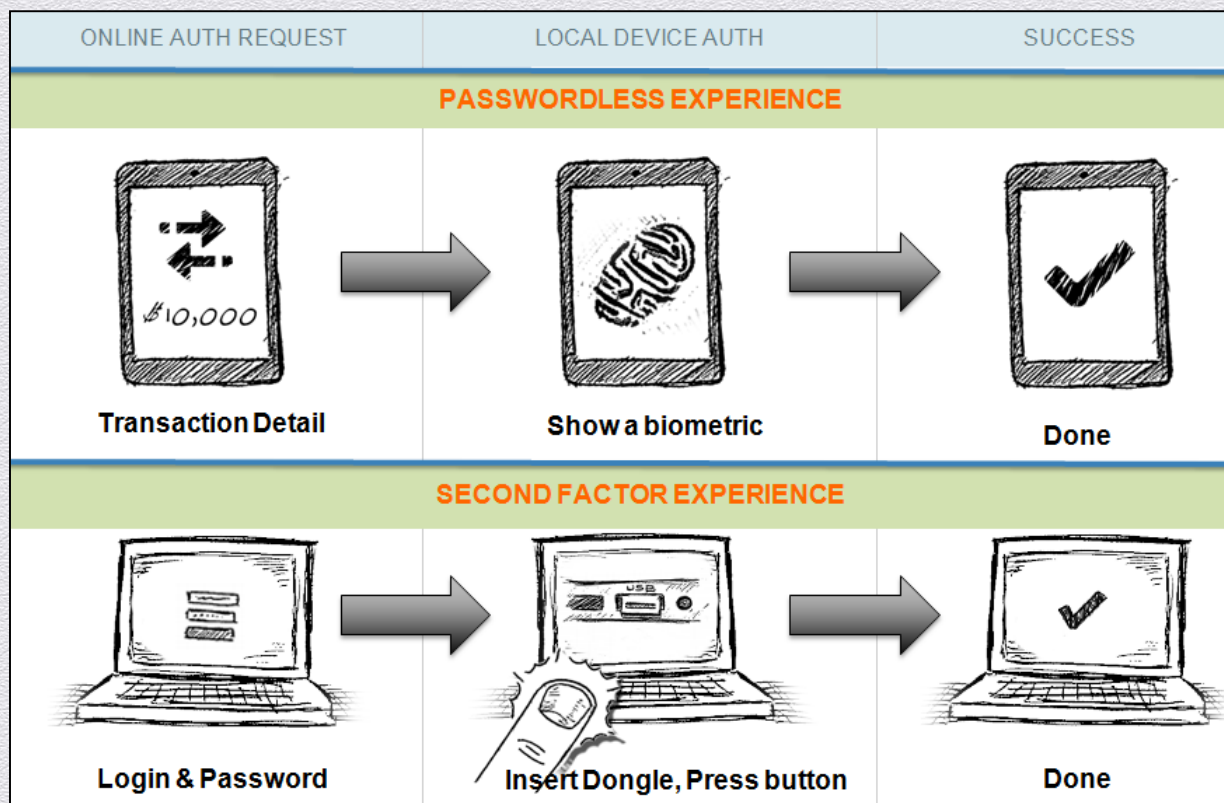 ONLINE AUTH REQUEST
LOCAL DEVICE AUTH
SUCCESS
PASSWORDLESS EXPERIENCE
$10,000
Transaction Detail
Show a biometric
Done
SECOND FACTOR EXPERIENCE
USB
Login & Password
Insert Dongle, Press button
Done